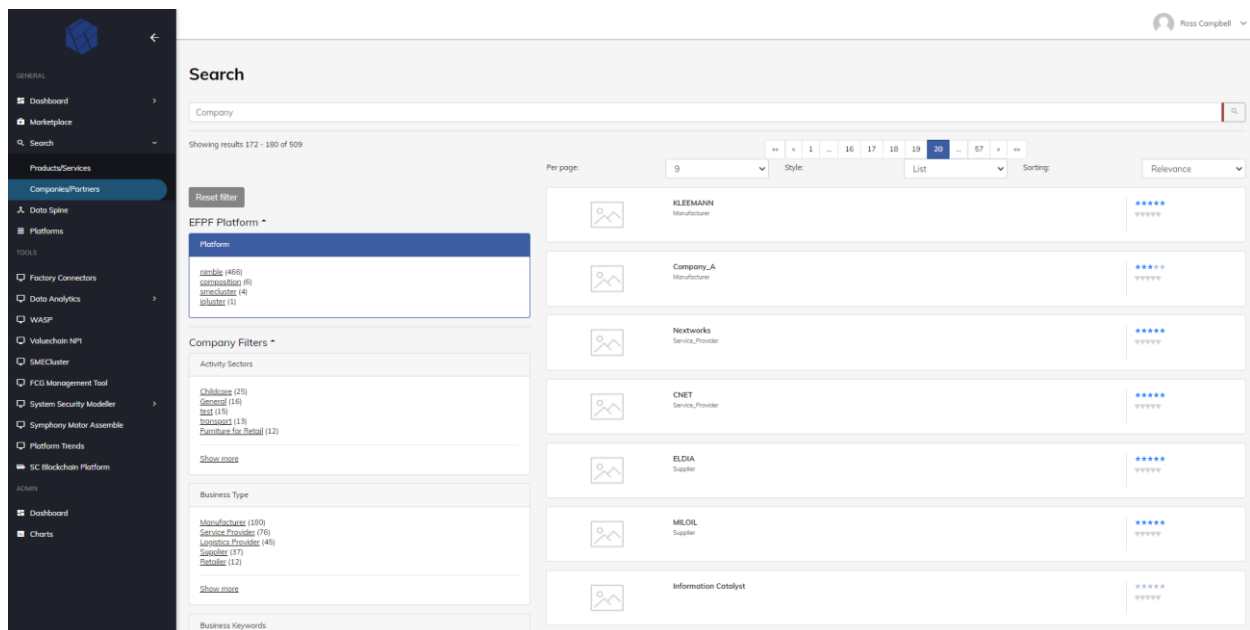 Ross Campbell
GENERAL
Dashboard
Marketplace
Search
Products/Services
Companies/Partners
Data Spine
Platforms
TOOLS
Factory Connectors
Data Analytics
WASP
Valuechain NPI
SMECluster
FCG Management Tool
System Security Modeller
Symphony Motor Assemble
Platform Trends
SC Blockchain Platform
ADMIN
Dashboard
Charts
Search
Company
Showing results 172 - 180 of 509
«« « 1 ... 16 17 18 19 20 ... 57 » »»
Per page: 9 Style: List Sorting: Relevance
Reset filter
EFPF Platform
Platform
nimble (466)
composition (6)
smecluster (4)
ipluster (1)
Company Filters
Activity Sectors
Childcare (25)
General (16)
test (15)
transport (13)
Furniture for Retail (12)
Show more
Business Type
Manufacturer (180)
Service Provider (76)
Logistics Provider (45)
Supplier (37)
Retailer (12)
Show more
Business Keywords
KLEEMANN
Manufacturer
Company_A
Manufacturer
Nextworks
Service_Provider
CNET
Service_Provider
ELDIA
Supplier
MILOIL
Supplier
Information Catalyst